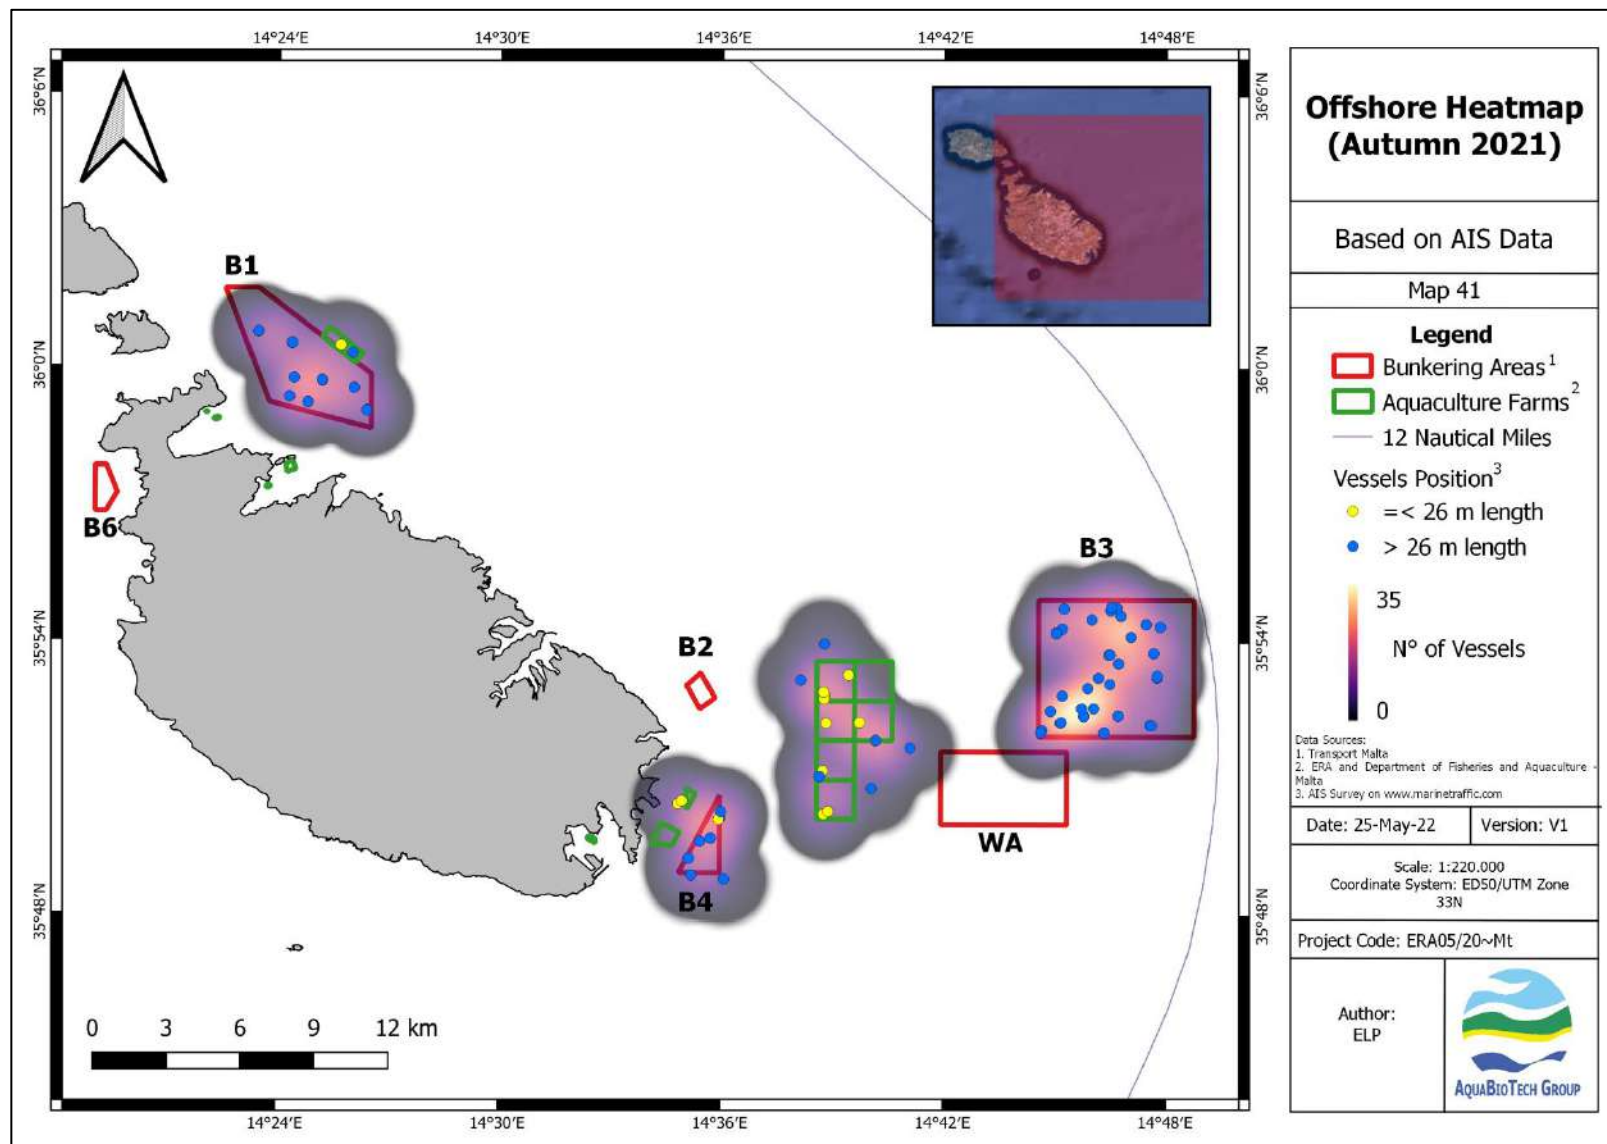 14°24'E 14°30'E 14°36'E 14°42'E 14°48'E
36°6'N
36°6'N
36°0'N
36°0'N
35°54'N
35°54'N
35°48'N
35°48'N
B1
B6
B2
B3
WA
B4
0 3 6 9 12 km
14°24'E 14°30'E 14°36'E 14°42'E 14°48'E
Offshore Heatmap
(Autumn 2021)
Based on AIS Data
Map 41
Legend
Bunkering Areas1
Aquaculture Farms2
12 Nautical Miles
Vessels Position3
=< 26 m length
> 26 m length
35
N° of Vessels
0
Data Sources:
1. Transport Malta
2. ERA and Department of Fisheries and Aquaculture -
Malta
3. AIS Survey on www.marinetraffic.com
Date: 25-May-22
Version: V1
Scale: 1:220.000
Coordinate System: ED50/UTM Zone
33N
Project Code: ERA05/20~Mt
Author:
ELP
AQUABIOTECH GROUP